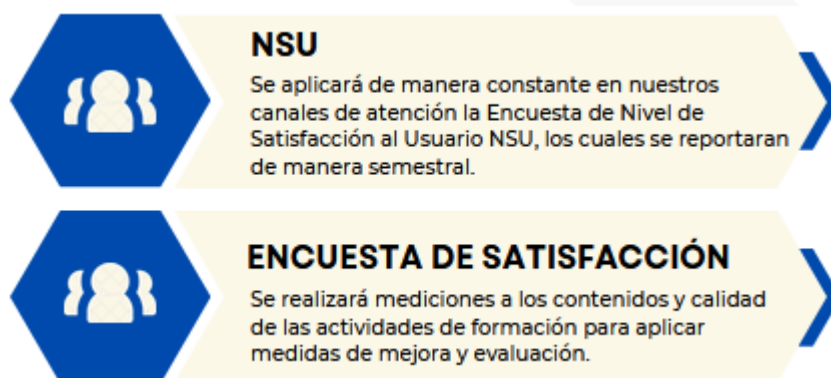 NSU
Se aplicará de manera constante en nuestros
canales de atención la Encuesta de Nivel de
Satisfacción al Usuario NSU, los cuales se reportaran
de manera semestral.
ENCUESTA DE SATISFACCIÓN
Se realizará mediciones a los contenidos y calidad
de las actividades de formación para aplicar
medidas de mejora y evaluación.